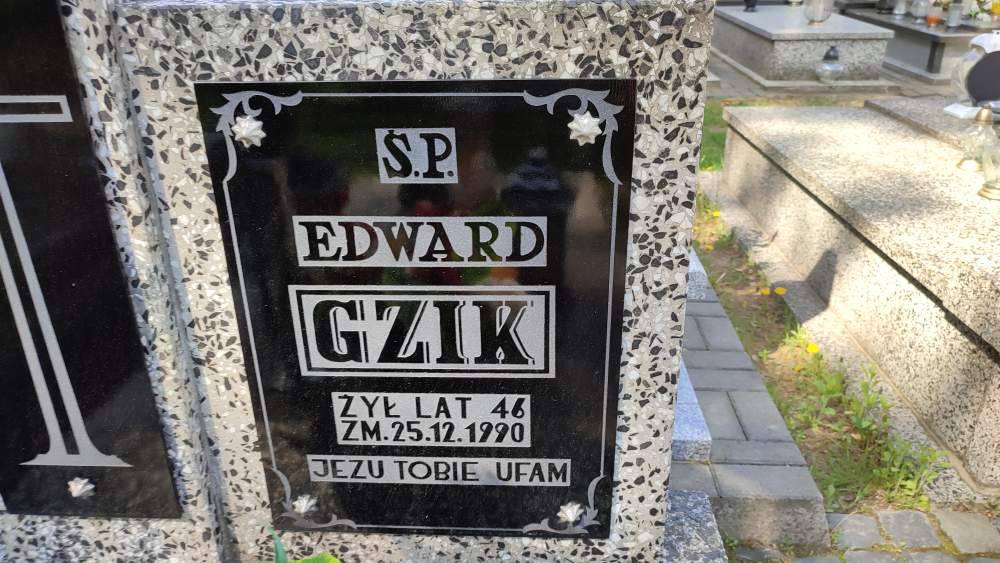 Ś.P.
EDWARD
GZIK
ŻYŁ LAT 46
ZM.25.12.1990
JEZU TOBIE UFAM